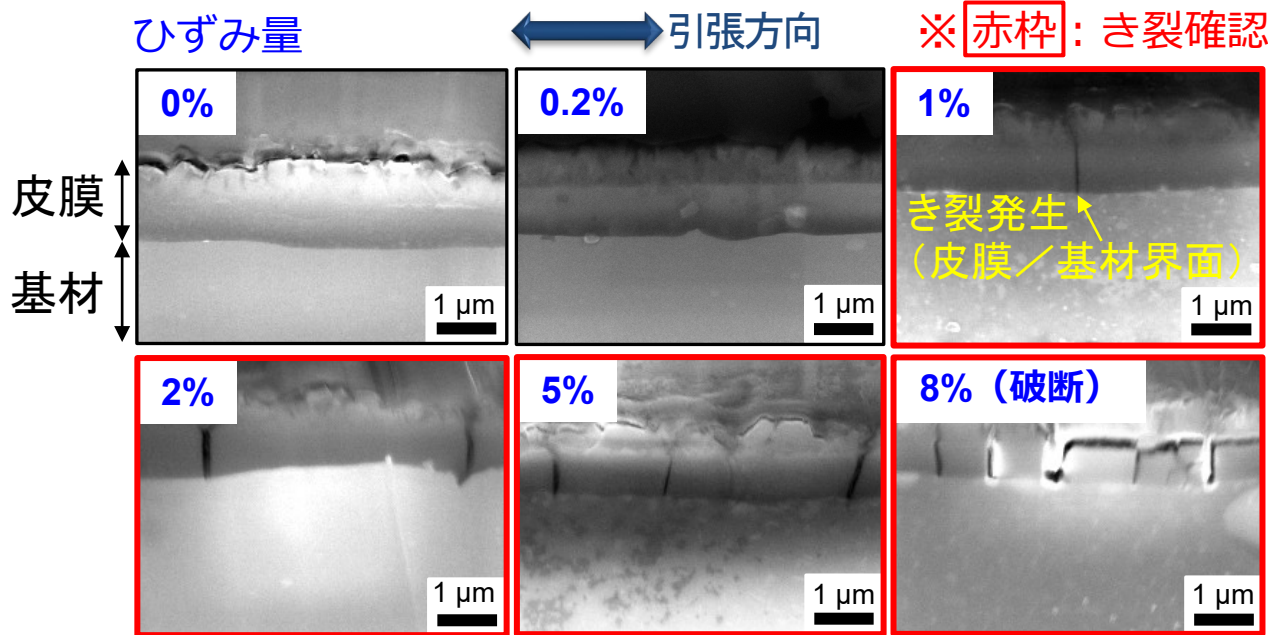 ひずみ量
引張方向
※赤枠：き裂確認
0%
0.2%
1%
皮膜
基材
き裂発生
（皮膜／基材界面）
1 μm
1 μm
1 μm
2%
5%
8%（破断）
1 μm
1 μm
1 μm